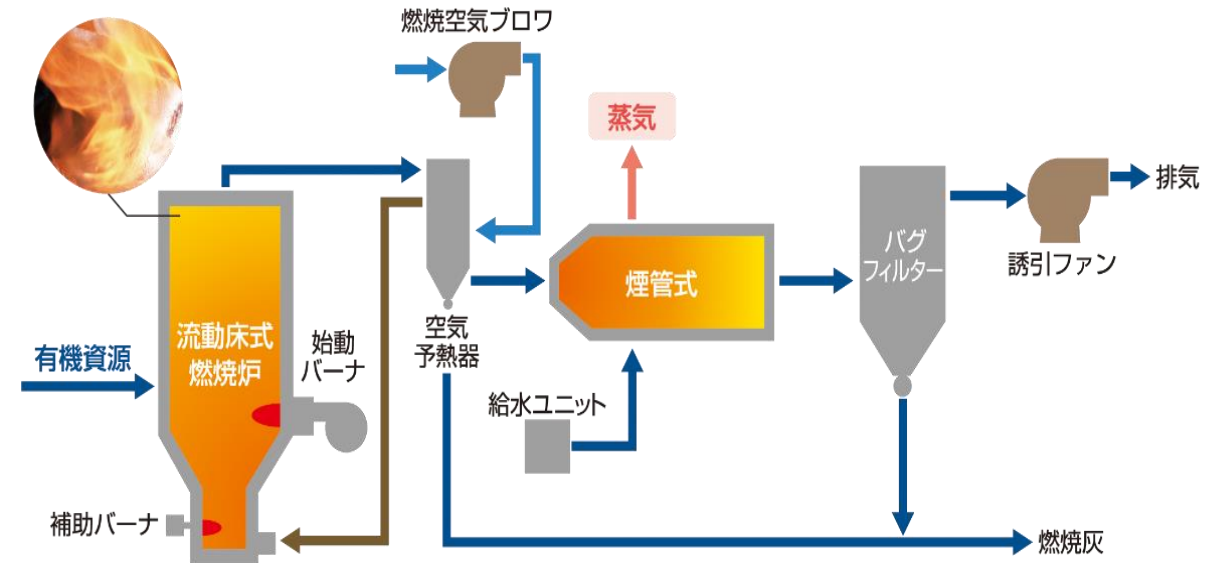 燃焼空気ブロワ
蒸気
排気
バグ
フィルター
誘引ファン
煙管式
空気
予熱器
流動床式
燃焼炉
始動
バーナ
有機資源
給水ユニット
補助バーナ
燃焼灰